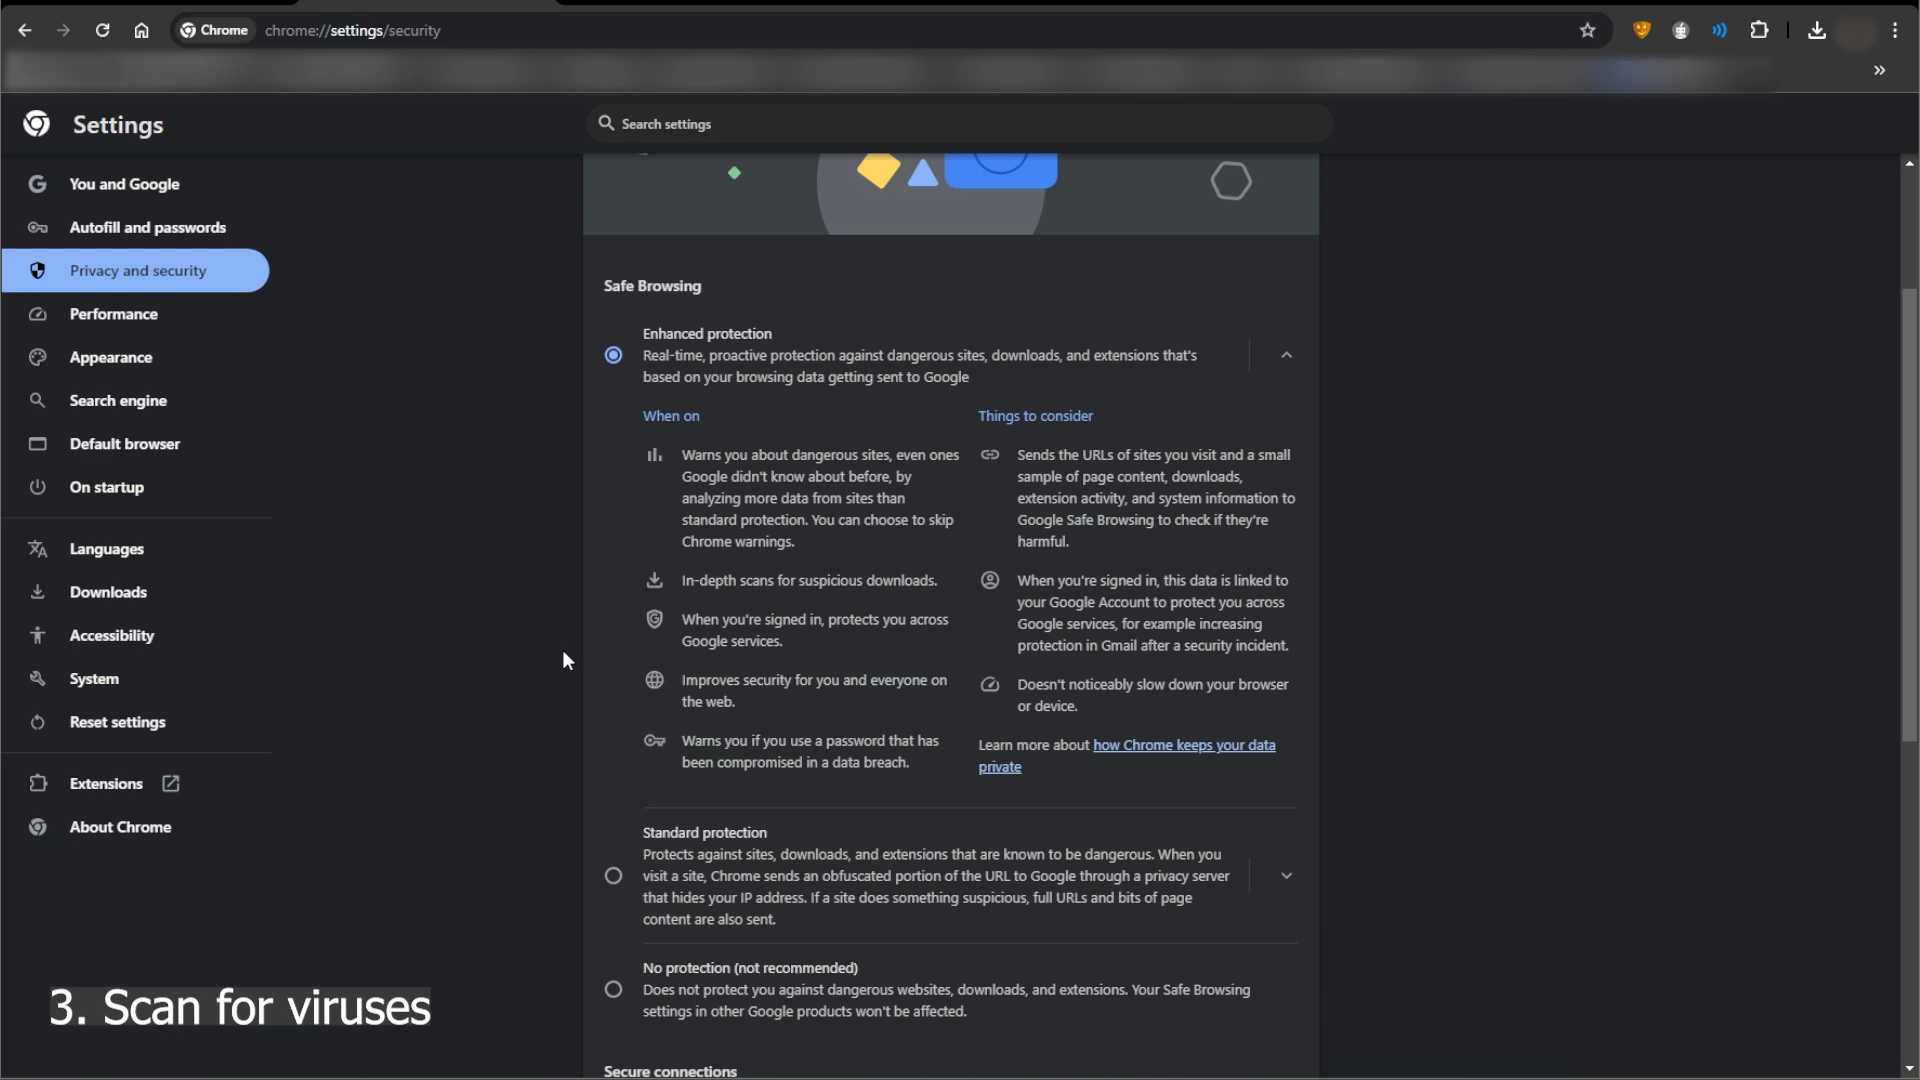 Chrome
chrome://settings/security
Settings
Search settings
You and Google
Autofill and passwords
Privacy and security
Performance
Appearance
Search engine
Default browser
On startup
Languages
Downloads
Accessibility
System
Reset settings
Extensions
About Chrome
Safe Browsing
Enhanced protection
Real-time, proactive protection against dangerous sites, downloads, and extensions that's
based on your browsing data getting sent to Google
When on
Warns you about dangerous sites, even ones
Google didn't know about before, by
analyzing more data from sites than
standard protection. You can choose to skip
Chrome warnings.
In-depth scans for suspicious downloads.
When you're signed in, protects you across
Google services.
Improves security for you and everyone on
the web.
Warns you if you use a password that has
been compromised in a data breach.
Things to consider
Sends the URLs of sites you visit and a small
sample of page content, downloads,
extension activity, and system information to
Google Safe Browsing to check if they're
harmful.
When you're signed in, this data is linked to
your Google Account to protect you across
Google services, for example increasing
protection in Gmail after a security incident.
Doesn't noticeably slow down your browser
or device.
Learn more about how Chrome keeps your data
private
Standard protection
Protects against sites, downloads, and extensions that are known to be dangerous. When you
visit a site, Chrome sends an obfuscated portion of the URL to Google through a privacy server
that hides your IP address. If a site does something suspicious, full URLs and bits of page
content are also sent.
No protection (not recommended)
Does not protect you against dangerous websites, downloads, and extensions. Your Safe Browsing
settings in other Google products won't be affected.
Secure connections
3. Scan for viruses